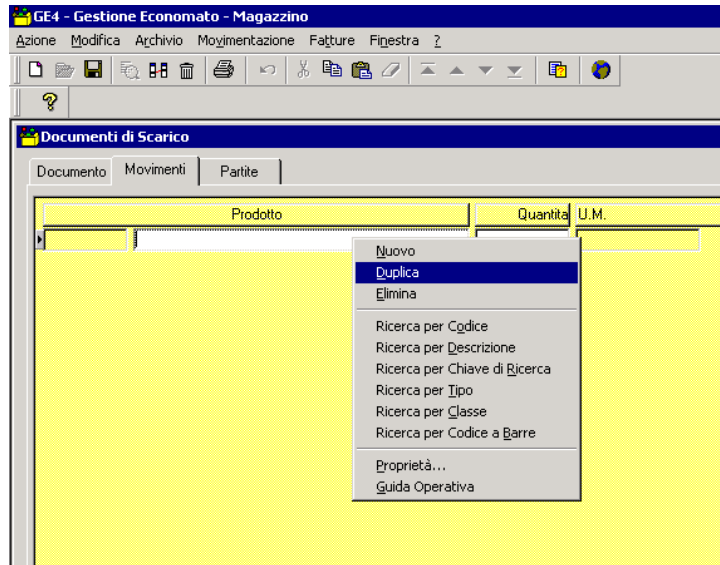 GE4 - Gestione Economato - Magazzino
Azione Modifica Archivio Movimentazione Fatture Finestra ?
Documenti di Scarico
Documento Movimenti Partite
Prodotto Quantita U.M.
Nuovo
Duplica
Elimina
Ricerca per Codice
Ricerca per Descrizione
Ricerca per Chiave di Ricerca
Ricerca per Tipo
Ricerca per Classe
Ricerca per Codice a Barre
Proprietà...
Guida Operativa